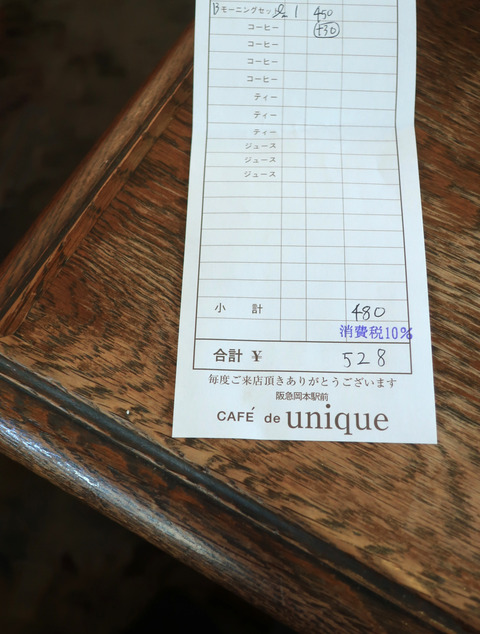 Bモーニングセット 1 450
コーヒー +30
コーヒー
コーヒー
コーヒー
ティー
ティー
ティー
ジュース
ジュース
ジュース
小 計 480
消費税10%
合計 ¥ 528
毎度ご来店頂きありがとうございます
阪急岡本駅前
CAFÉ de unique